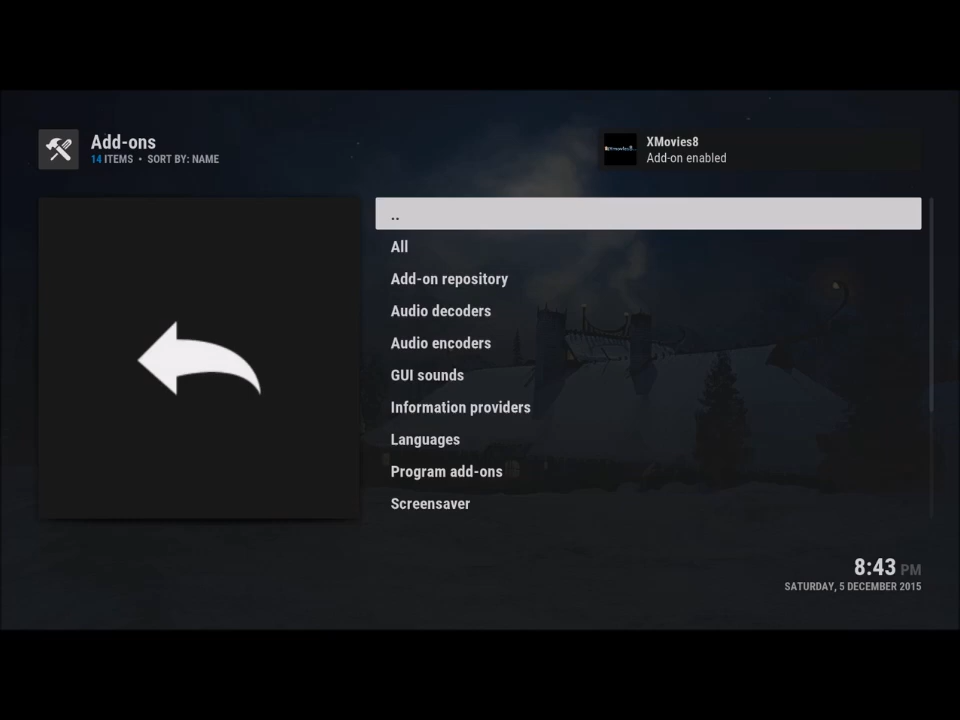 Add-ons
14 ITEMS • SORT BY: NAME
XMovies8
Add-on enabled
..
All
Add-on repository
Audio decoders
Audio encoders
GUI sounds
Information providers
Languages
Program add-ons
Screensaver
8:43 PM
SATURDAY, 5 DECEMBER 2015